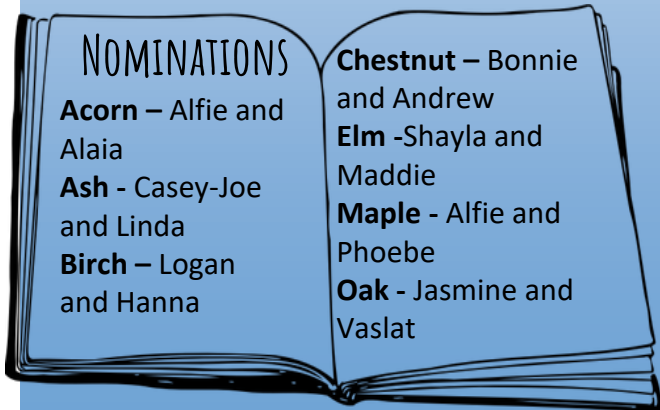 NOMINATIONS
Acorn – Alfie and
Alaia
Ash - Casey-Joe
and Linda
Birch – Logan
and Hanna
Chestnut – Bonnie
and Andrew
Elm -Shayla and
Maddie
Maple - Alfie and
Phoebe
Oak - Jasmine and
Vaslat